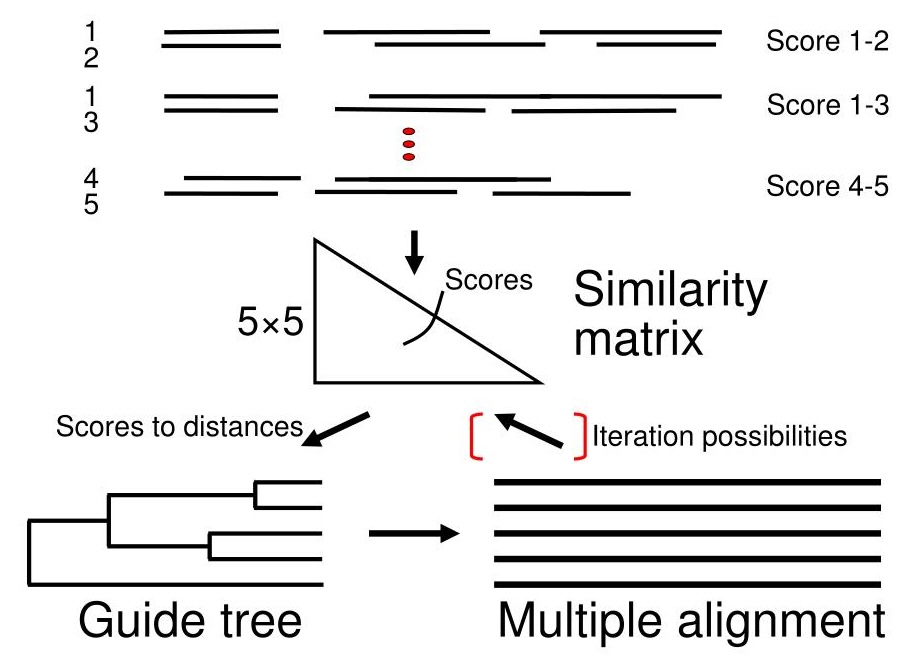 1
2
Score 1-2
1
3
Score 1-3
4
5
Score 4-5
Scores
5×5
Similarity
matrix
Scores to distances
Iteration possibilities
Guide tree
Multiple alignment